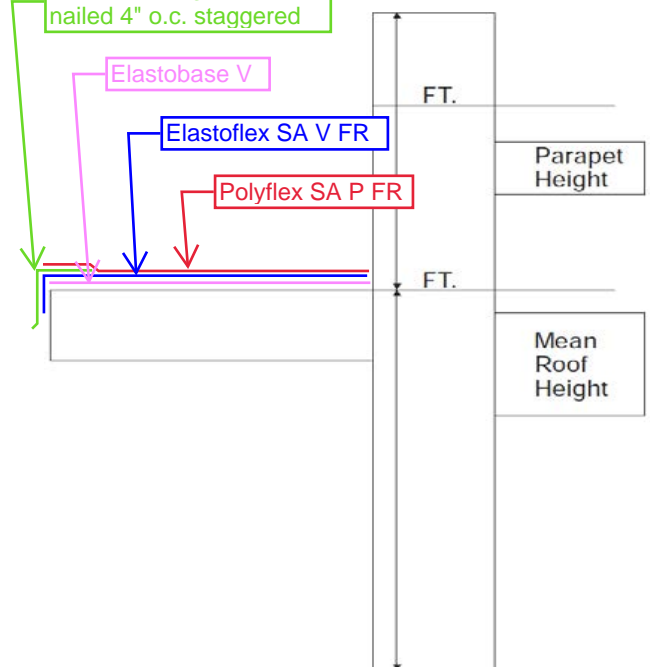 nailed 4" o.c. staggered
Elastobase V
FT.
Elastoflex SA V FR
Parapet
Height
Polyflex SA P FR
FT.
Mean
Roof
Height